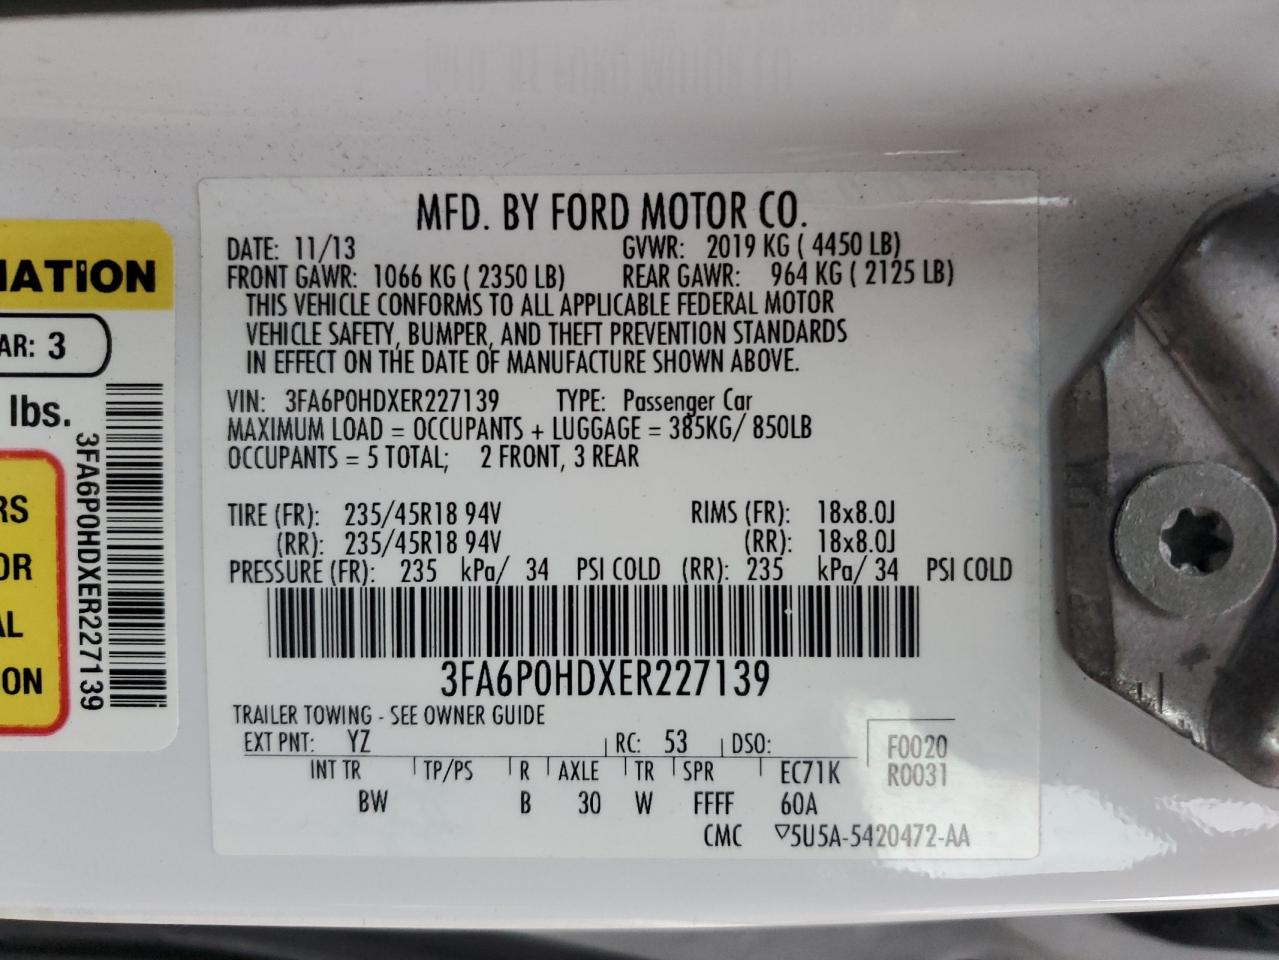 MFD. BY FORD MOTOR CO.
DATE: 11/13 GVWR: 2019 KG ( 4450 LB)
FRONT GAWR: 1066 KG ( 2350 LB) REAR GAWR: 964 KG ( 2125 LB)
THIS VEHICLE CONFORMS TO ALL APPLICABLE FEDERAL MOTOR
VEHICLE SAFETY, BUMPER, AND THEFT PREVENTION STANDARDS
IN EFFECT ON THE DATE OF MANUFACTURE SHOWN ABOVE.
VIN: 3FA6P0HDXER227139 TYPE: Passenger Car
MAXIMUM LOAD = OCCUPANTS + LUGGAGE = 385KG/ 850LB
OCCUPANTS = 5 TOTAL; 2 FRONT, 3 REAR
TIRE (FR): 235/45R18 94V RIMS (FR): 18x8.0J
(RR): 235/45R18 94V (RR): 18x8.0J
PRESSURE (FR): 235 kPa/ 34 PSI COLD (RR): 235 kPa/ 34 PSI COLD
3FA6P0HDXER227139
TRAILER TOWING - SEE OWNER GUIDE
EXT PNT: YZ RC: 53 DSO: F0020
INT TR TP/PS R AXLE TR SPR EC71K R0031
BW B 30 W FFFF 60A
CMC ▽5U5A-5420472-AA
MATION
AR: 3
lbs.
3FA6P0HDXER227139
RS
OR
AL
ON